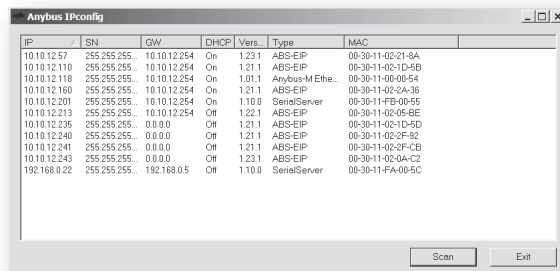 Anybus IPconfig
IP SN GW DHCP Vers... Type MAC
10.10.12.57 255.255.255... 10.10.12.254 On 1.23.1 ABS-EIP 00-30-11-02-21-8A
10.10.12.110 255.255.255... 10.10.12.254 On 1.21.1 ABS-EIP 00-30-11-02-1D-5B
10.10.12.118 255.255.255... 10.10.12.254 On 1.01.1 Anybus-M Ethe... 00-30-11-00-00-54
10.10.12.160 255.255.255... 10.10.12.254 On 1.21.1 ABS-EIP 00-30-11-02-2A-36
10.10.12.201 255.255.255... 10.10.12.254 On 1.10.0 SerialServer 00-30-11-FB-00-55
10.10.12.213 255.255.255... 10.10.12.254 Off 1.22.1 ABS-EIP 00-30-11-02-05-BE
10.10.12.235 255.255.255... 0.0.0.0 Off 1.21.1 ABS-EIP 00-30-11-02-1D-5D
10.10.12.240 255.255.255... 0.0.0.0 Off 1.21.1 ABS-EIP 00-30-11-02-2F-92
10.10.12.241 255.255.255... 0.0.0.0 Off 1.21.1 ABS-EIP 00-30-11-02-2F-CB
10.10.12.243 255.255.255... 0.0.0.0 Off 1.23.1 ABS-EIP 00-30-11-02-0A-C2
192.168.0.22 255.255.255... 192.168.0.5 Off 1.10.0 SerialServer 00-30-11-FA-00-5C
Scan Exit